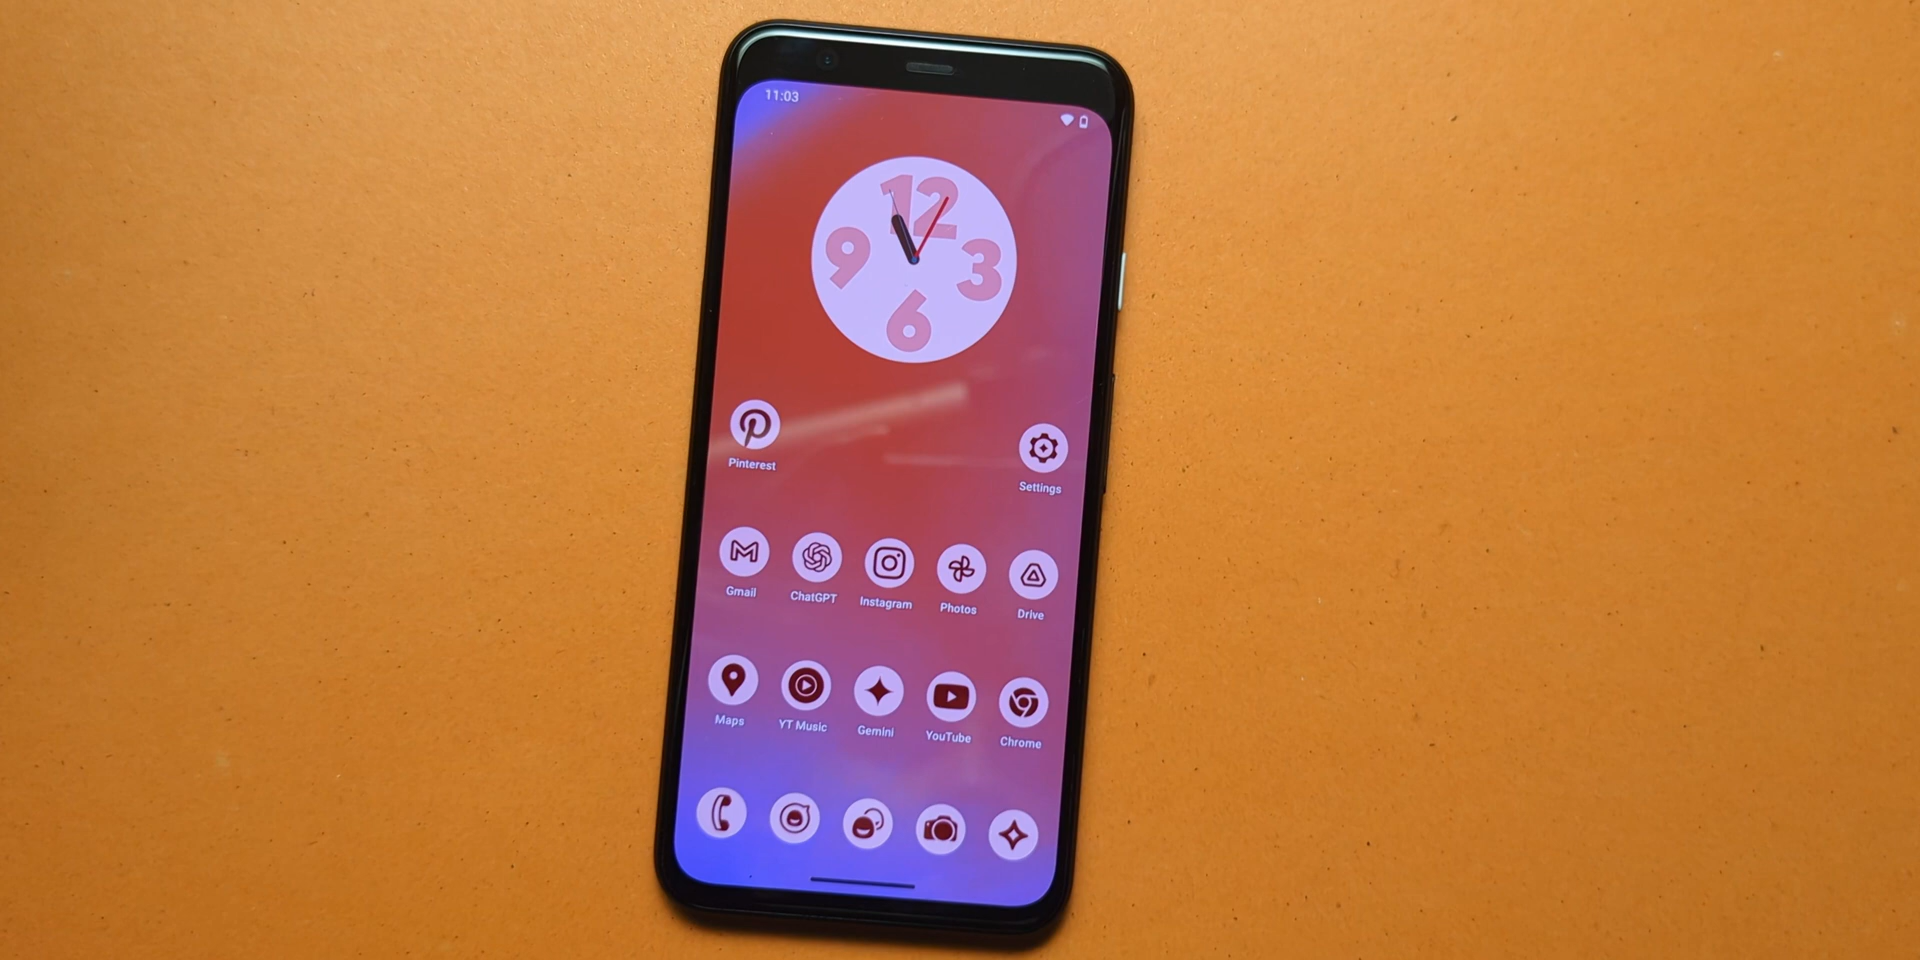 11:03
12
9
3
6
Pinterest
Settings
Gmail ChatGPT Instagram Photos Drive
Maps YT Music Gemini YouTube Chrome